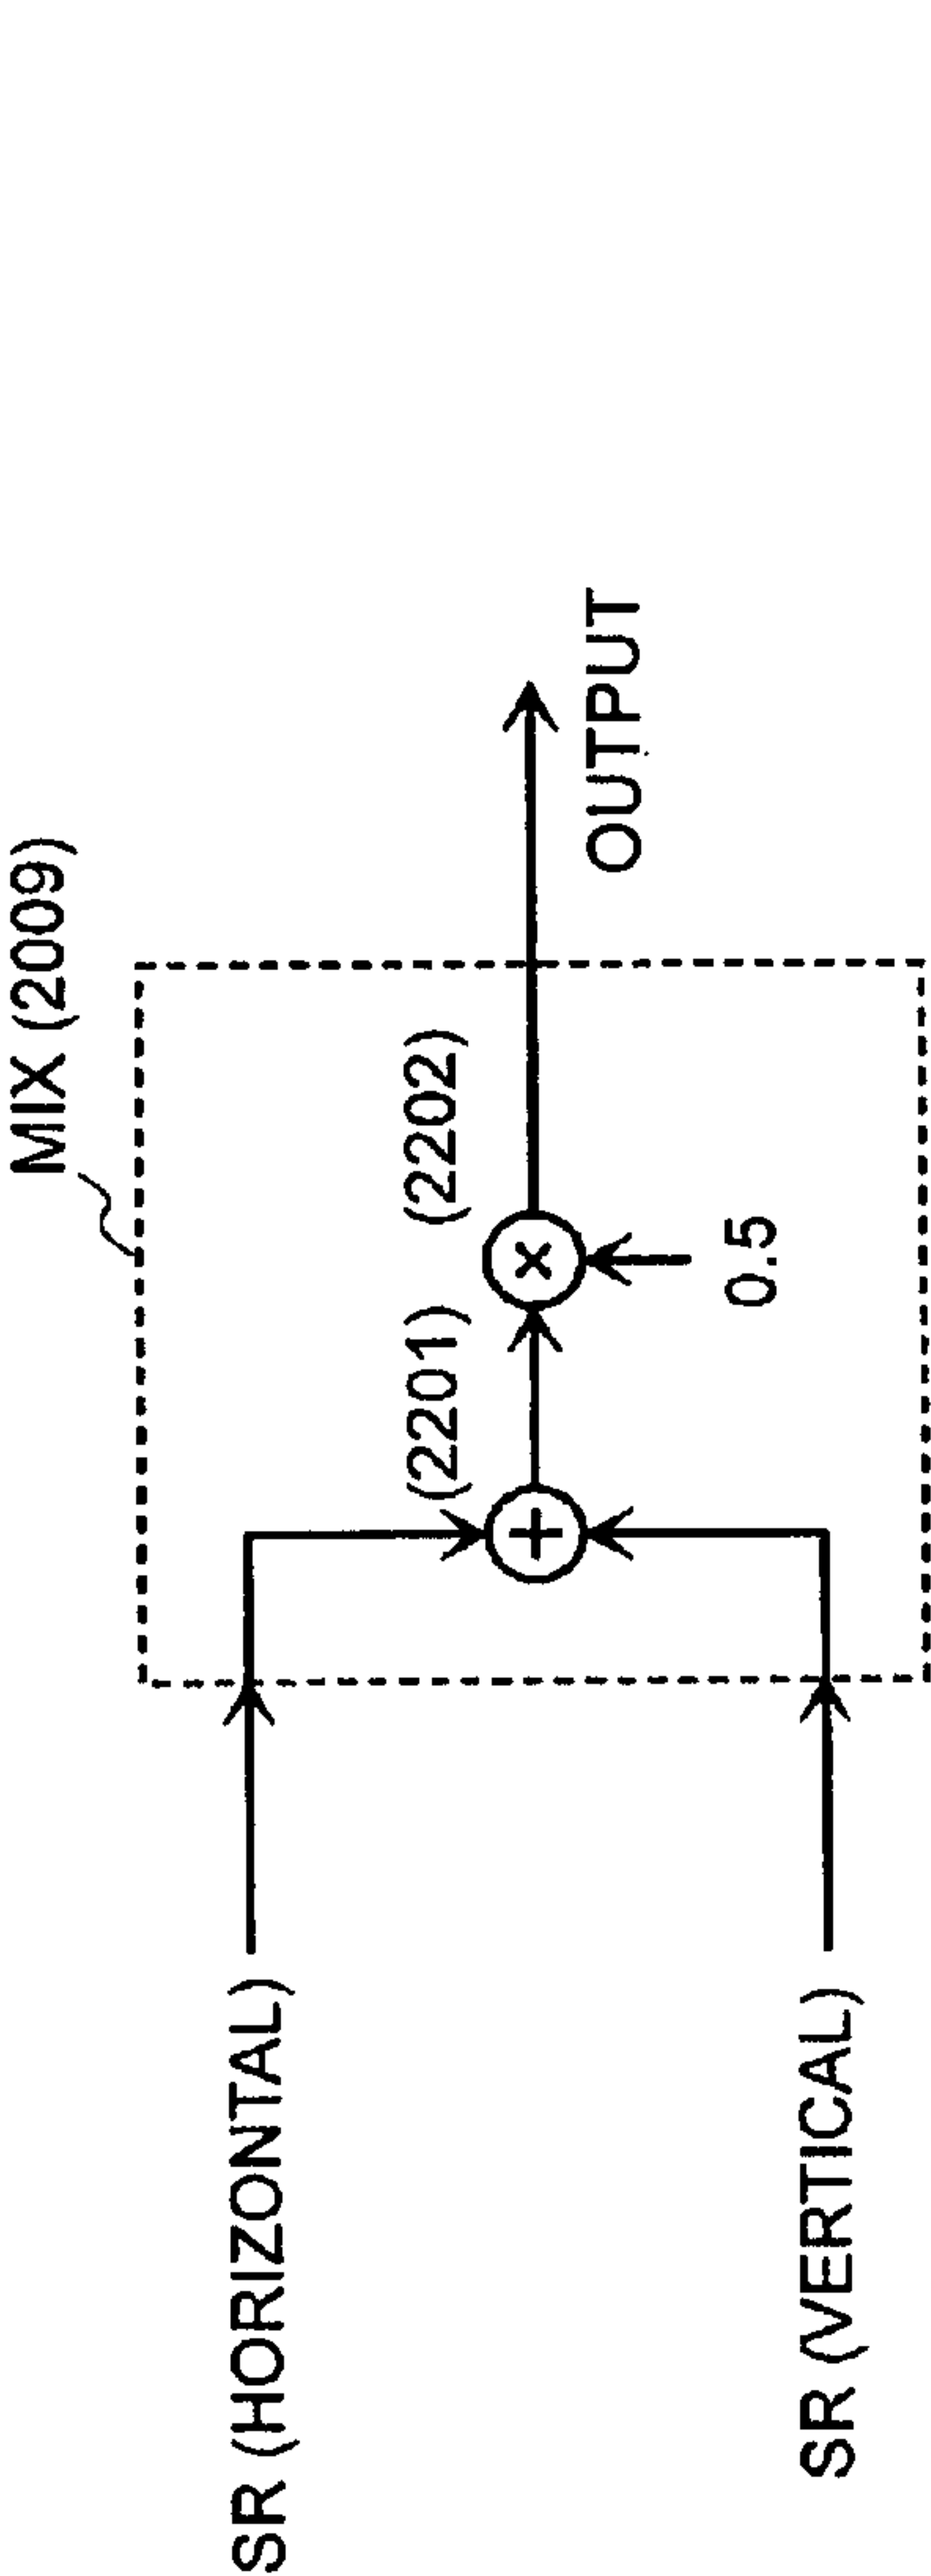 MIX (2009)
SR (HORIZONTAL)
(2201)
(2202)
+
×
0.5
OUTPUT
SR (VERTICAL)